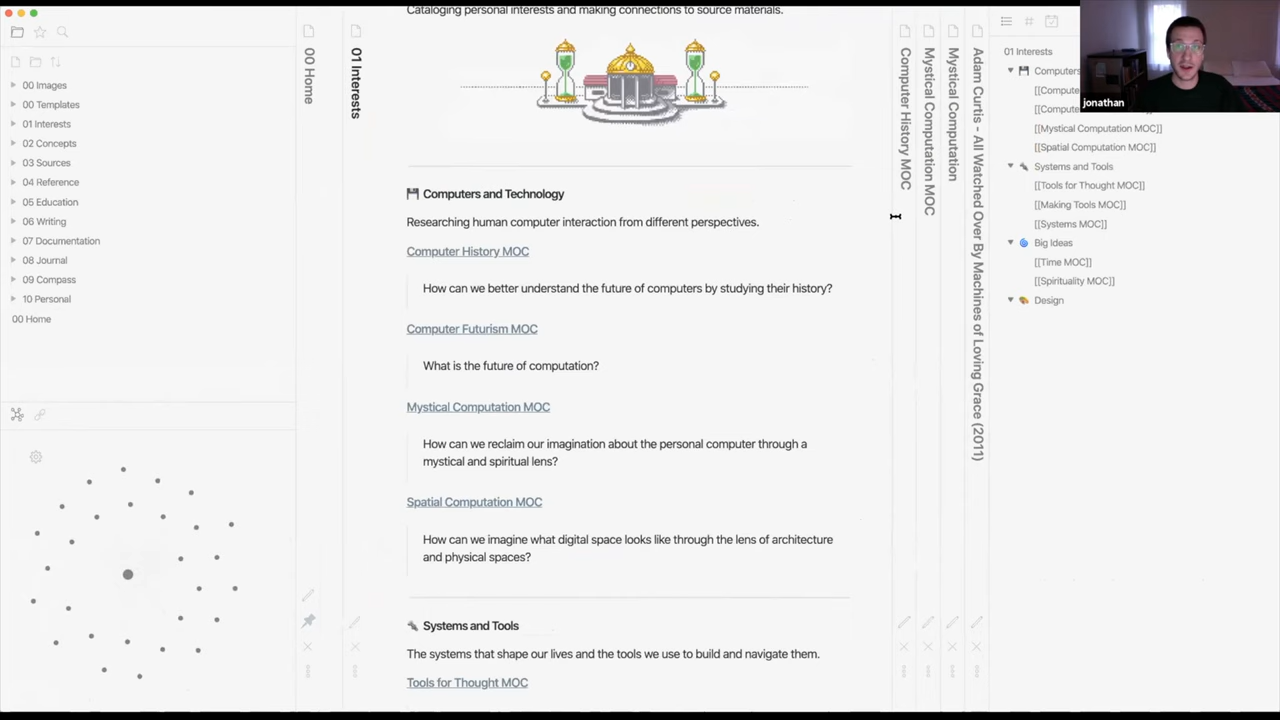 00 Images
00 Templates
01 Interests
02 Concepts
03 Sources
04 Reference
05 Education
06 Writing
07 Documentation
08 Journal
09 Compass
10 Personal
00 Home
00 Home
01 Interests
Cataloging personal interests and making connections to source materials.
💾 Computers and Technology
Researching human computer interaction from different perspectives.
Computer History MOC
How can we better understand the future of computers by studying their history?
Computer Futurism MOC
What is the future of computation?
Mystical Computation MOC
How can we reclaim our imagination about the personal computer through a
mystical and spiritual lens?
Spatial Computation MOC
How can we imagine what digital space looks like through the lens of architecture
and physical spaces?
Systems and Tools
The systems that shape our lives and the tools we use to build and navigate them.
Tools for Thought MOC
Computer History MOC
Mystical Computation MOC
Mystical Computation
Adam Curtis - All Watched Over By Machines of Loving Grace (2011)
01 Interests
💾 Computers
[[Compute
[[Compute
[[Mystical Computation MOC]]
[[Spatial Computation MOC]]
Systems and Tools
[[Tools for Thought MOC]]
[[Making Tools MOC]]
[[Systems MOC]]
🌀 Big Ideas
[[Time MOC]]
[[Spirituality MOC]]
🎨 Design
jonathan